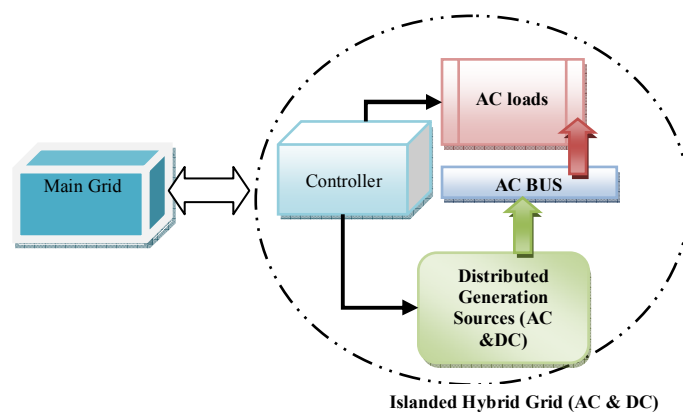 Main Grid
Controller
AC loads
AC BUS
Distributed
Generation
Sources (AC
&DC)
Islanded Hybrid Grid (AC & DC)